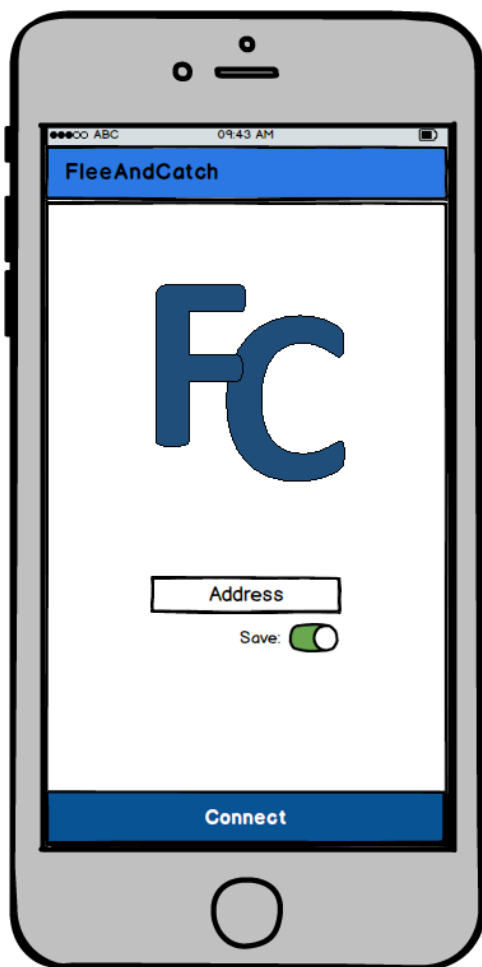 ABC 09:43 AM
FleeAndCatch
FC
Address
Save:
Connect